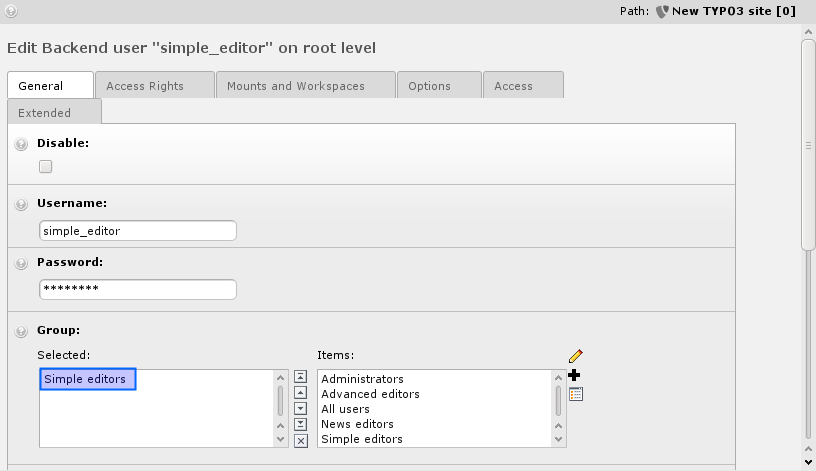 Path: New TYPO3 site [0]
Edit Backend user "simple_editor" on root level
General Access Rights Mounts and Workspaces Options Access
Extended
Disable:
Username:
simple_editor
Password:
********
Group:
Selected: Items:
Simple editors
Administrators
Advanced editors
All users
News editors
Simple editors